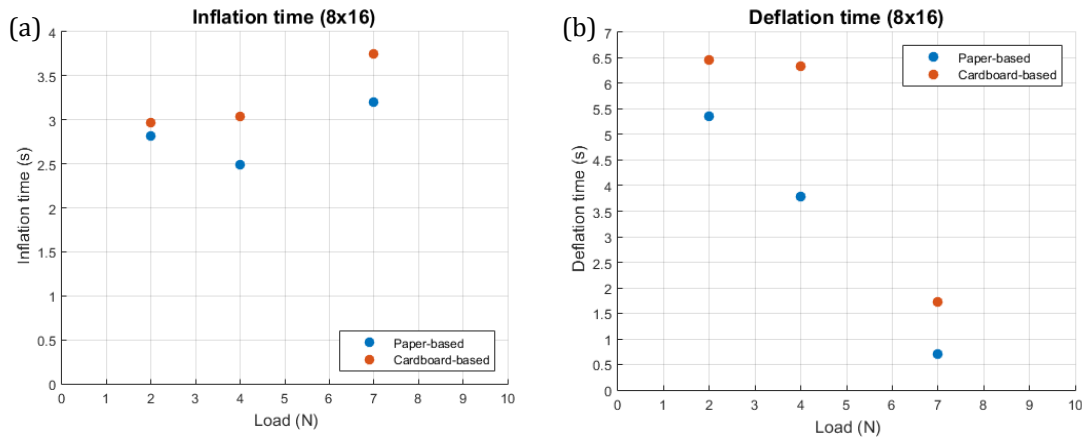 (a)
Inflation time (8x16)
4
3.5
3
2.5
2
1.5
1
0.5
0
Inflation time (s)
0 1 2 3 4 5 6 7 8 9 10
Load (N)
Paper-based
Cardboard-based
(b)
Deflation time (8x16)
7
6.5
6
5.5
5
4.5
4
3.5
3
2.5
2
1.5
1
0.5
0
Deflation time (s)
0 1 2 3 4 5 6 7 8 9 10
Load (N)
Paper-based
Cardboard-based